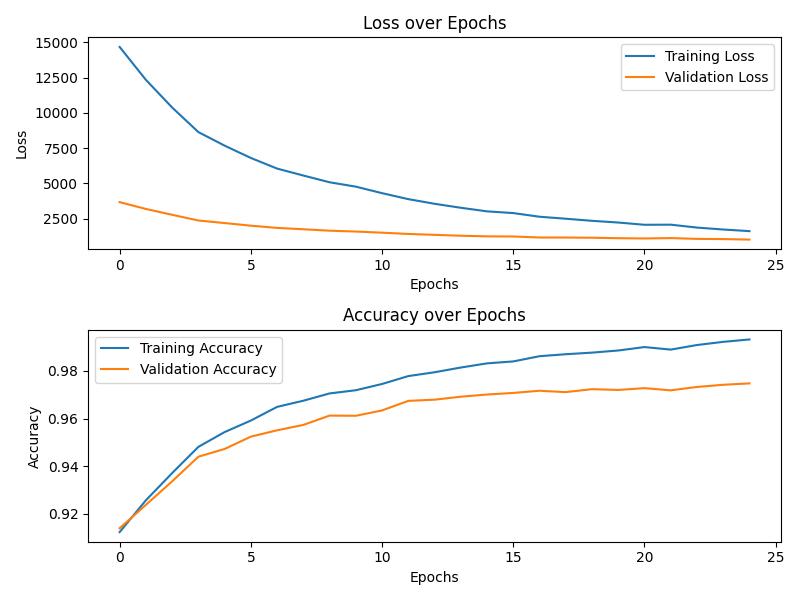 Loss over Epochs
15000
12500
10000
7500
5000
2500
Loss
Training Loss
Validation Loss
0 5 10 15 20 25
Epochs
Accuracy over Epochs
0.98
0.96
0.94
0.92
Accuracy
Training Accuracy
Validation Accuracy
0 5 10 15 20 25
Epochs